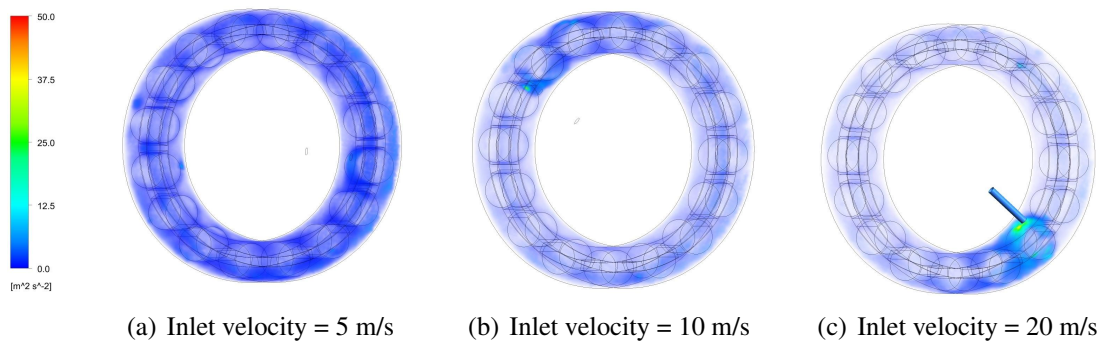 50.0
37.5
25.0
12.5
0.0
[m^2 s^-2]
(a) Inlet velocity = 5 m/s
(b) Inlet velocity = 10 m/s
(c) Inlet velocity = 20 m/s